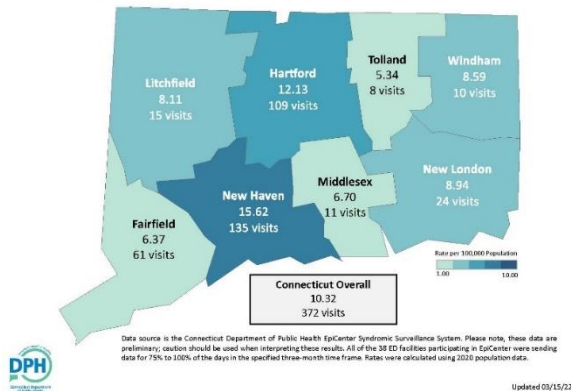 Tolland
5.34
8 visits
Windham
8.59
10 visits
Hartford
12.13
109 visits
Litchfield
8.11
15 visits
New London
8.94
24 visits
Middlesex
6.70
11 visits
New Haven
15.62
135 visits
Fairfield
6.37
61 visits
Rate per 100,000 Population
1.00 10.00
Connecticut Overall
10.32
372 visits
Data source is the Connecticut Department of Public Health EpiCenter Syndromic Surveillance System. Please note, these data are
preliminary; caution should be used when interpreting these results. All of the 38 ED facilities participating in EpiCenter were sending
data for 75% to 100% of the days in the specified three-month time frame. Rates were calculated using 2020 population data.
DPH
Connecticut Department
of Public Health
Updated 03/15/22